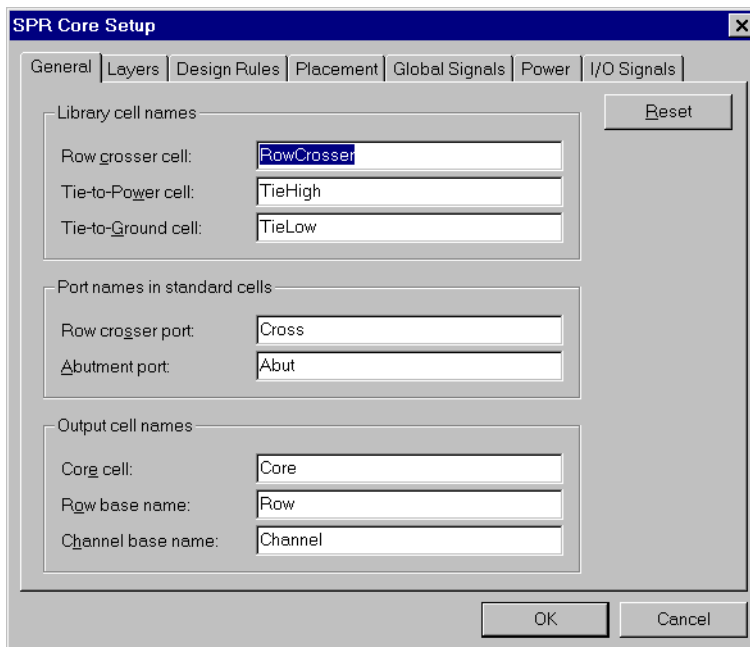 SPR Core Setup
General Layers Design Rules Placement Global Signals Power I/O Signals
Library cell names
Reset
Row crosser cell: RowCrosser
Tie-to-Power cell: TieHigh
Tie-to-Ground cell: TieLow
Port names in standard cells
Row crosser port: Cross
Abutment port: Abut
Output cell names
Core cell: Core
Row base name: Row
Channel base name: Channel
OK Cancel